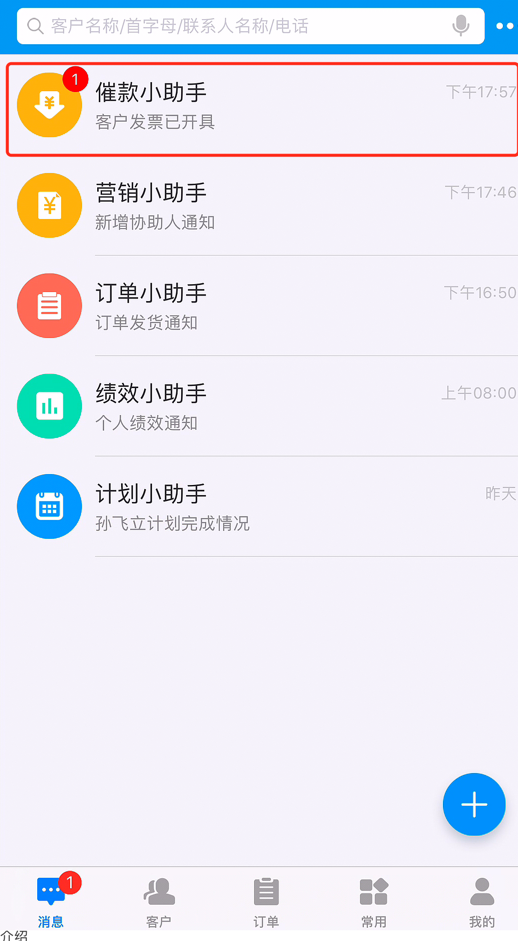 客户名称/首字母/联系人名称/电话
1
催款小助手
下午17:57
客户发票已开具
营销小助手
下午17:46
新增协助人通知
订单小助手
下午16:50
订单发货通知
绩效小助手
上午08:00
个人绩效通知
计划小助手
昨天
孙飞立计划完成情况
1
消息
客户
订单
常用
我的
介绍